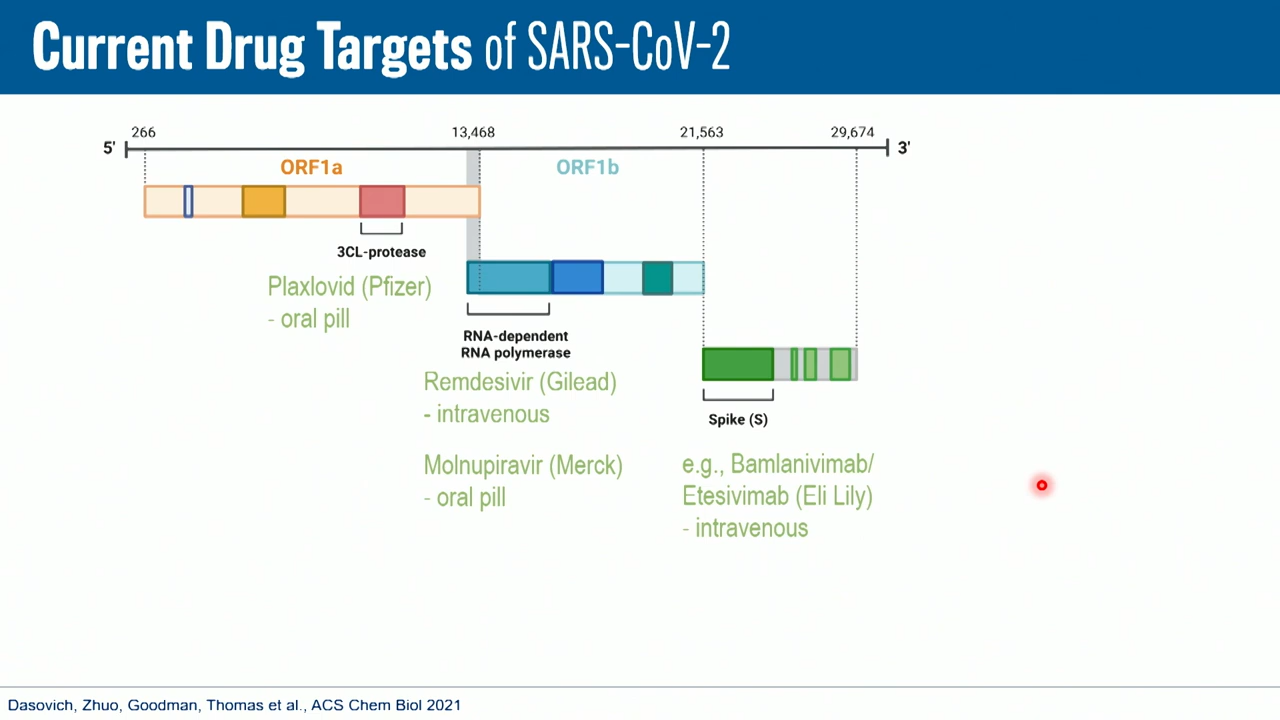 Current Drug Targets of SARS-CoV-2
266
13,468
21,563
29,674
5'
3'
ORF1a
ORF1b
3CL-protease
Plaxlovid (Pfizer)
- oral pill
RNA-dependent
RNA polymerase
Remdesivir (Gilead)
- intravenous
Molnupiravir (Merck)
- oral pill
Spike (S)
e.g., Bamlanivimab/
Etesivimab (Eli Lily)
- intravenous
Dasovich, Zhuo, Goodman, Thomas et al., ACS Chem Biol 2021